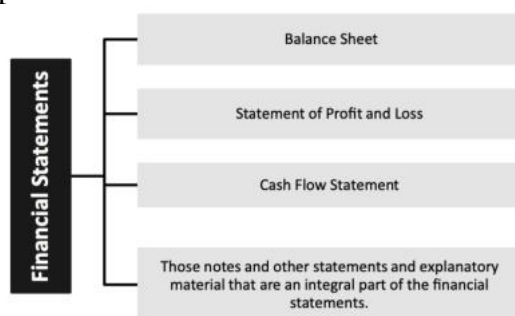 Financial Statements
Balance Sheet
Statement of Profit and Loss
Cash Flow Statement
Those notes and other statements and explanatory
material that are an integral part of the financial
statements.